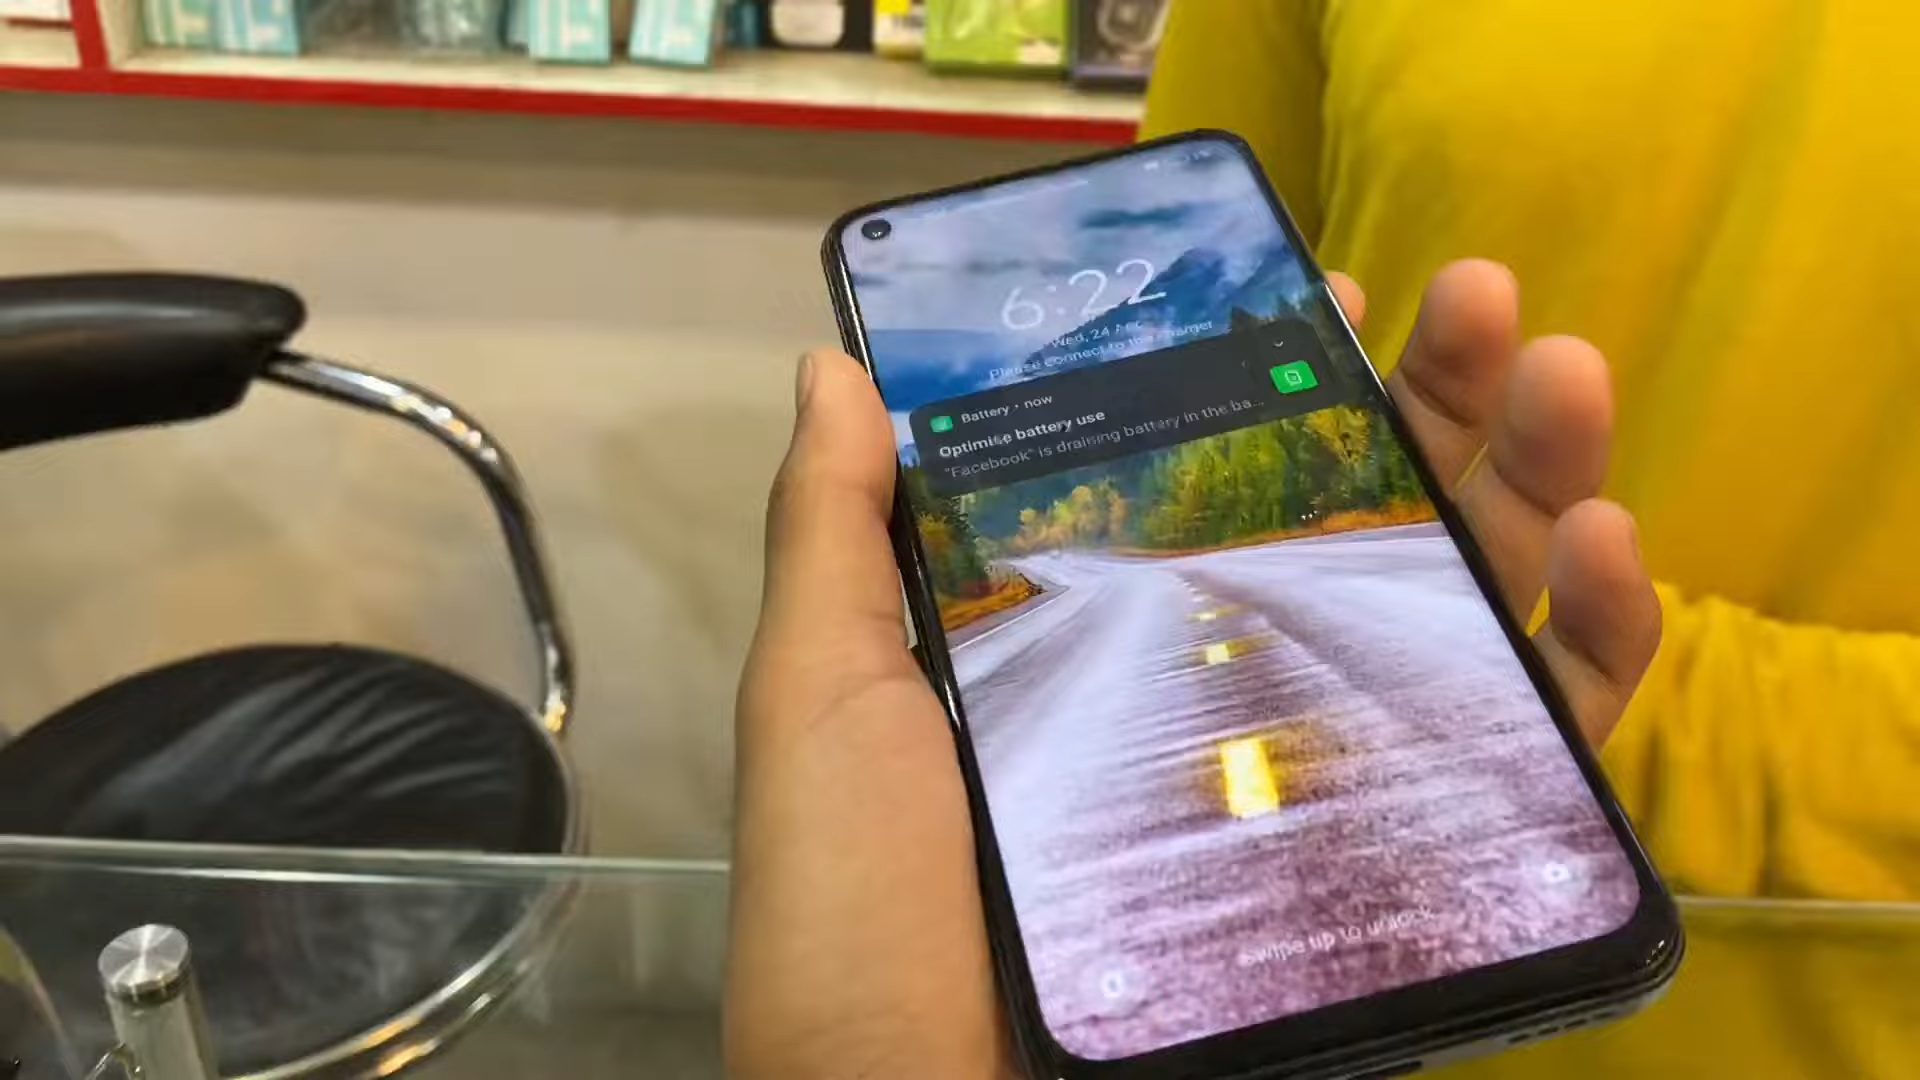 6:22
Wed, 24
Please connect to the charger
Battery • now
Optimise battery use
"Facebook" is draining battery in the ba...
Swipe up to unlock